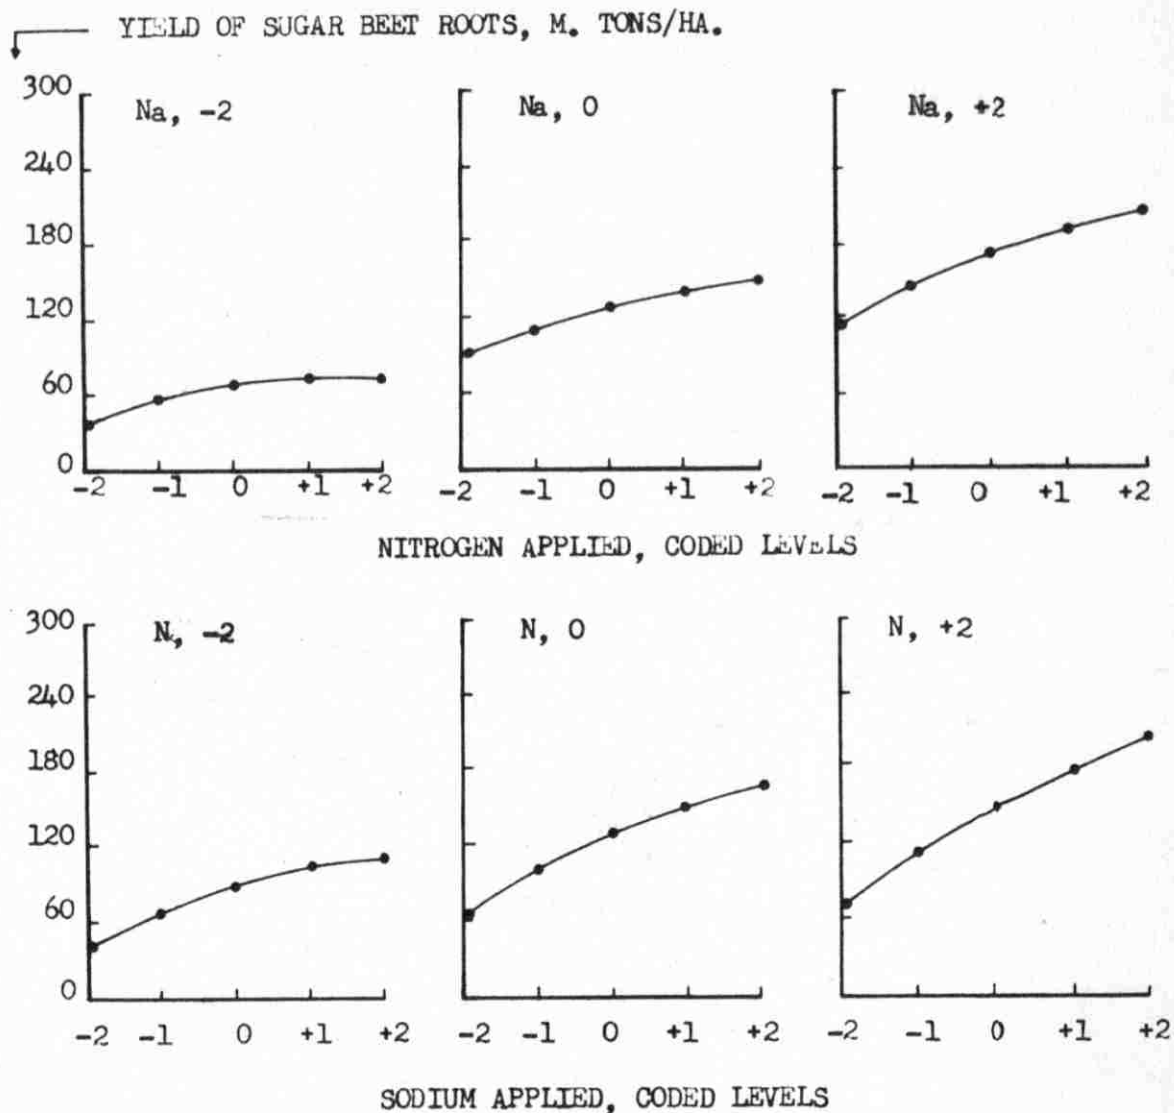 YIELD OF SUGAR BEET ROOTS, M. TONS/HA.
300
240
180
120
60
0
Na, -2
Na, 0
Na, +2
-2 -1 0 +1 +2
-2 -1 0 +1 +2
-2 -1 0 +1 +2
NITROGEN APPLIED, CODED LEVELS
300
240
180
120
60
0
N, -2
N, 0
N, +2
-2 -1 0 +1 +2
-2 -1 0 +1 +2
-2 -1 0 +1 +2
SODIUM APPLIED, CODED LEVELS